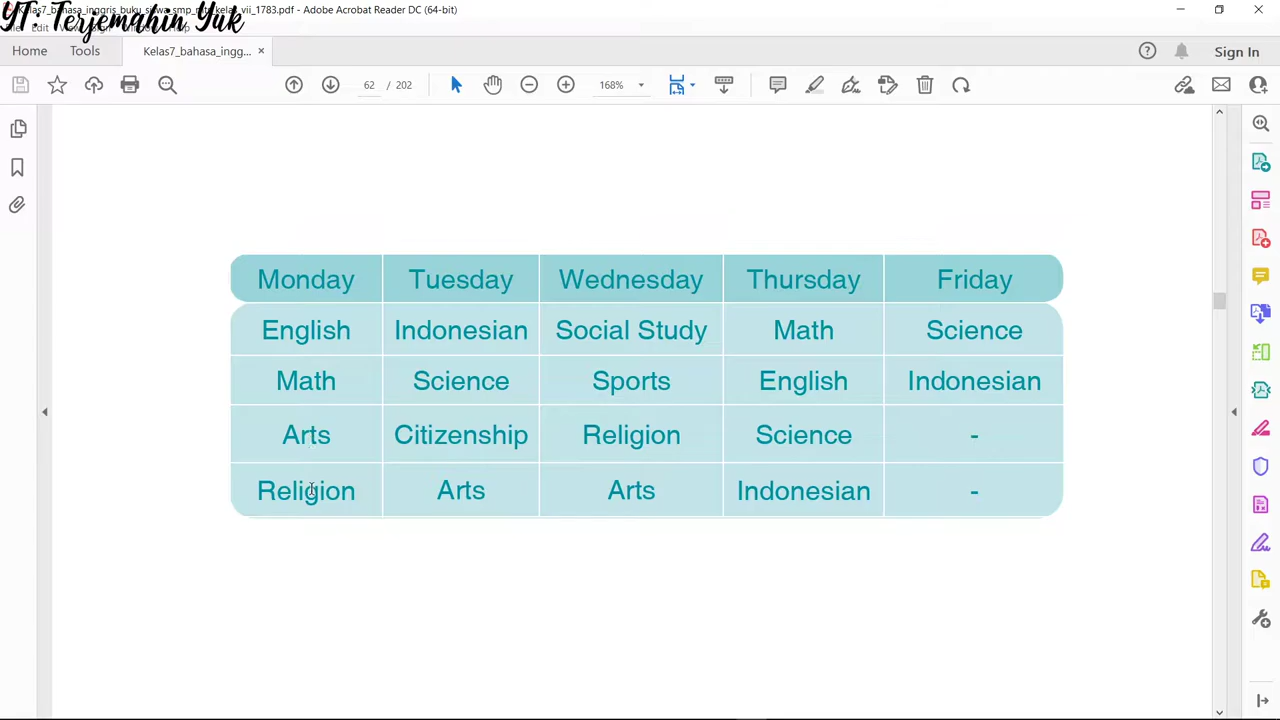 YT: Terjemahin Yuk
Kelas7_bahasa_inggris_buku_siswa_smp_mts_kelas_vii_1783.pdf - Adobe Acrobat Reader DC (64-bit)
Home Tools Kelas7_bahasa_ingg... × Sign In
62 / 202 168%
Monday Tuesday Wednesday Thursday Friday
English Indonesian Social Study Math Science
Math Science Sports English Indonesian
Arts Citizenship Religion Science -
Religion Arts Arts Indonesian -